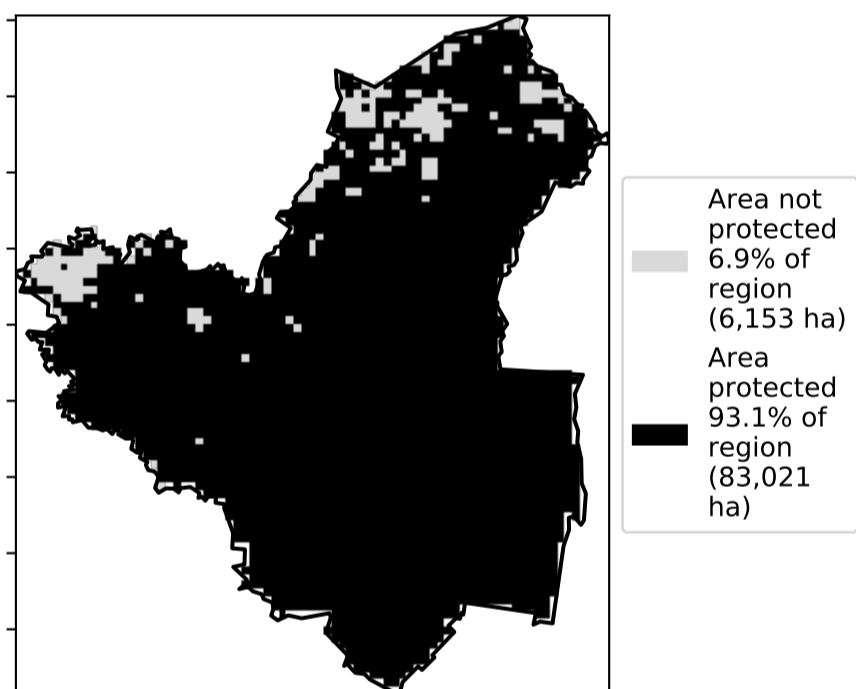 Area not
protected
6.9% of
region
(6,153 ha)
Area
protected
93.1% of
region
(83,021
ha)